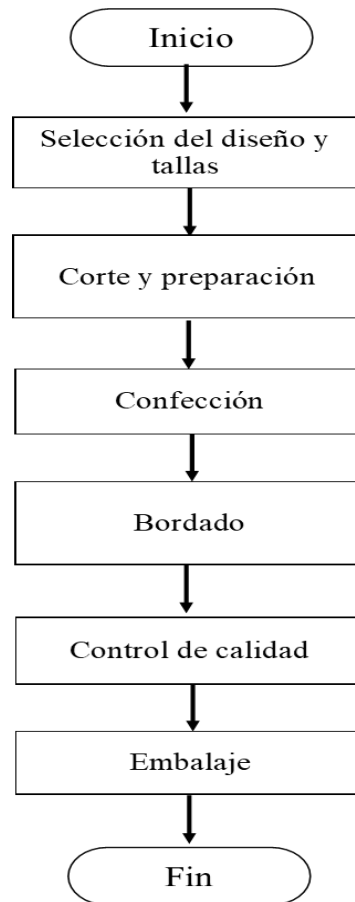 Inicio
Selección del diseño y
tallas
Corte y preparación
Confección
Bordado
Control de calidad
Embalaje
Fin